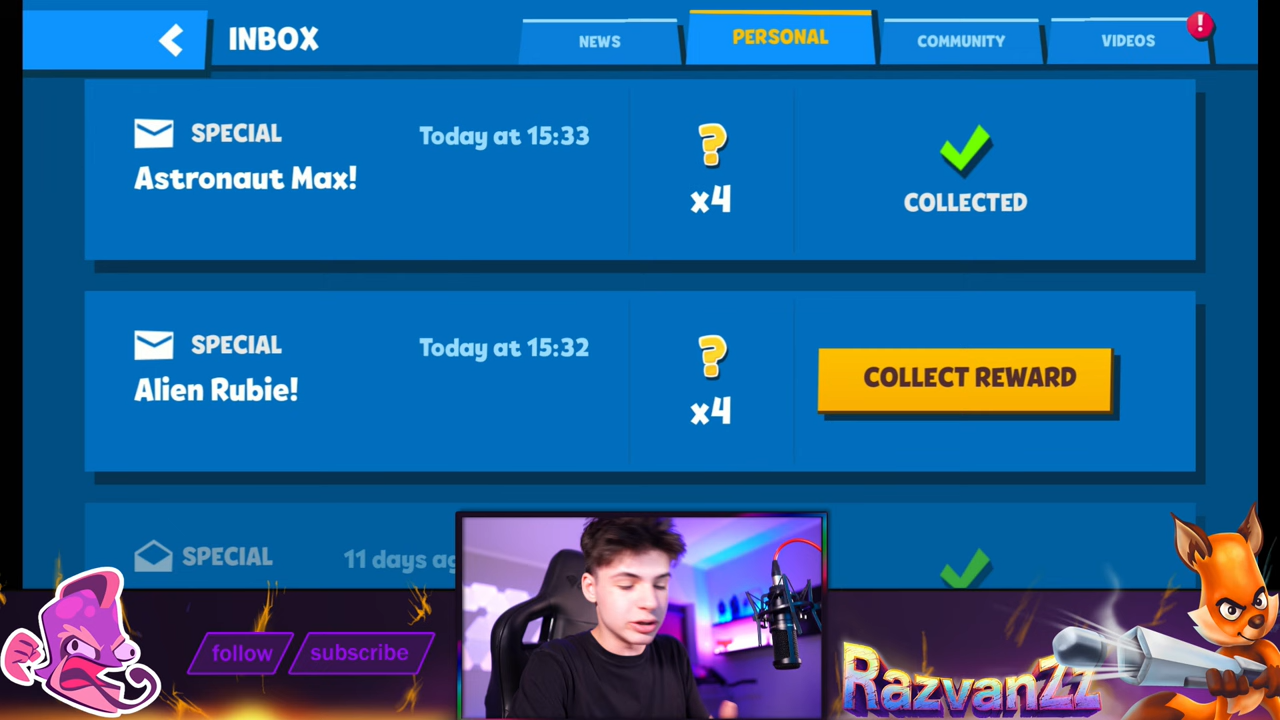 INBOX
NEWS
PERSONAL
COMMUNITY
VIDEOS
!
SPECIAL
Today at 15:33
Astronaut Max!
?
x4
COLLECTED
SPECIAL
Today at 15:32
Alien Rubie!
?
x4
COLLECT REWARD
SPECIAL
11 days ag
follow
subscribe
RazvanZZ